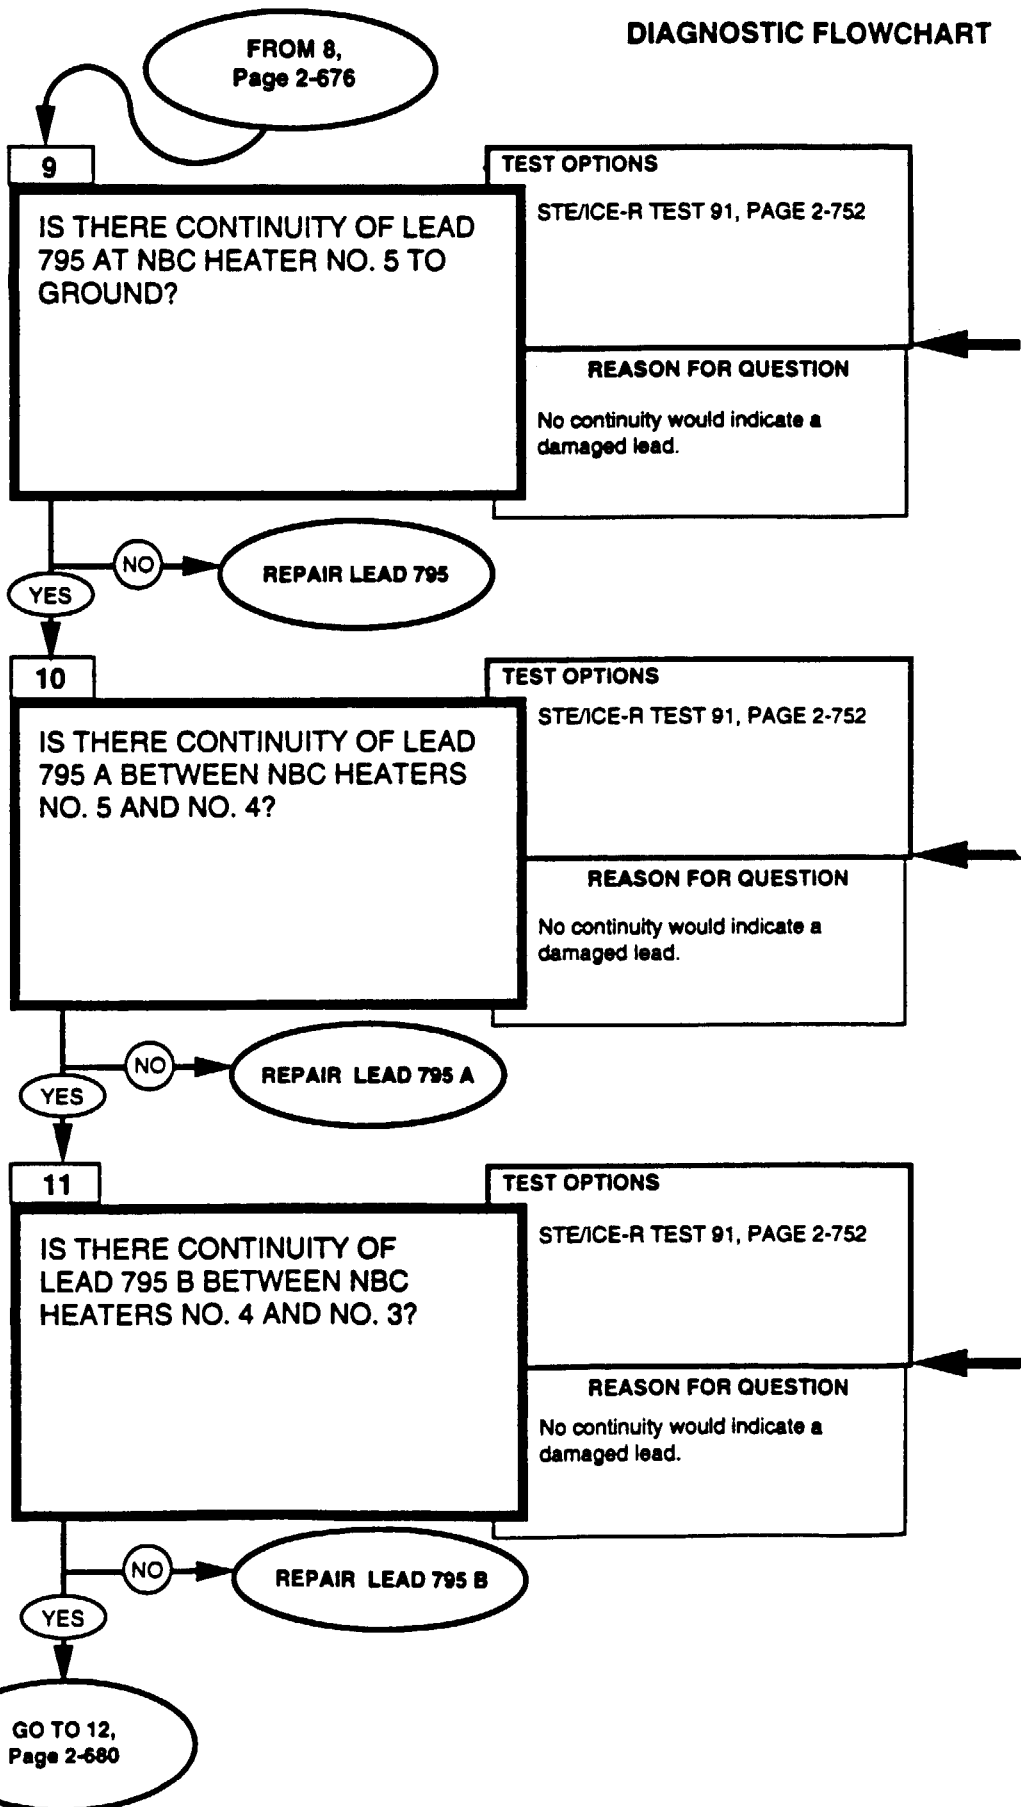 DIAGNOSTIC FLOWCHART
FROM 8,
Page 2-676
9
IS THERE CONTINUITY OF LEAD
795 AT NBC HEATER NO. 5 TO
GROUND?
TEST OPTIONS
STE/ICE-R TEST 91, PAGE 2-752
REASON FOR QUESTION
No continuity would indicate a
damaged lead.
NO
REPAIR LEAD 795
YES
10
IS THERE CONTINUITY OF LEAD
795 A BETWEEN NBC HEATERS
NO. 5 AND NO. 4?
TEST OPTIONS
STE/ICE-R TEST 91, PAGE 2-752
REASON FOR QUESTION
No continuity would indicate a
damaged lead.
NO
REPAIR LEAD 795 A
YES
11
IS THERE CONTINUITY OF
LEAD 795 B BETWEEN NBC
HEATERS NO. 4 AND NO. 3?
TEST OPTIONS
STE/ICE-R TEST 91, PAGE 2-752
REASON FOR QUESTION
No continuity would indicate a
damaged lead.
NO
REPAIR LEAD 795 B
YES
GO TO 12,
Page 2-680